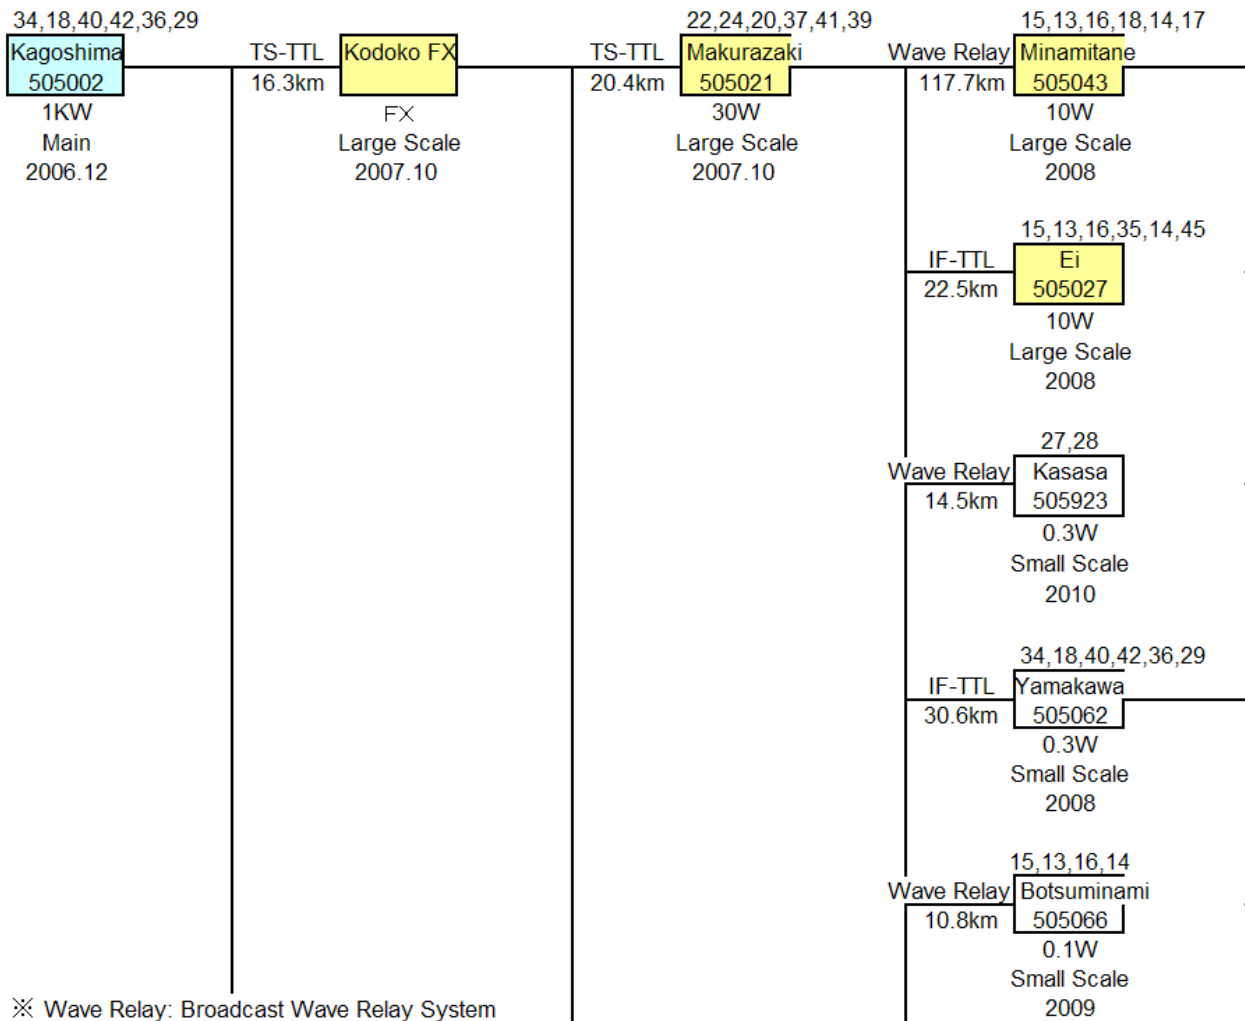 34,18,40,42,36,29
Kagoshima
505002
1KW
Main
2006.12
TS-TTL
16.3km
Kodoko FX
FX
Large Scale
2007.10
TS-TTL
20.4km
22,24,20,37,41,39
Makurazaki
505021
30W
Large Scale
2007.10
Wave Relay
117.7km
15,13,16,18,14,17
Minamitane
505043
10W
Large Scale
2008
IF-TTL
22.5km
15,13,16,35,14,45
Ei
505027
10W
Large Scale
2008
Wave Relay
14.5km
27,28
Kasasa
505923
0.3W
Small Scale
2010
IF-TTL
30.6km
34,18,40,42,36,29
Yamakawa
505062
0.3W
Small Scale
2008
Wave Relay
10.8km
15,13,16,14
Botsuminami
505066
0.1W
Small Scale
2009
※ Wave Relay: Broadcast Wave Relay System